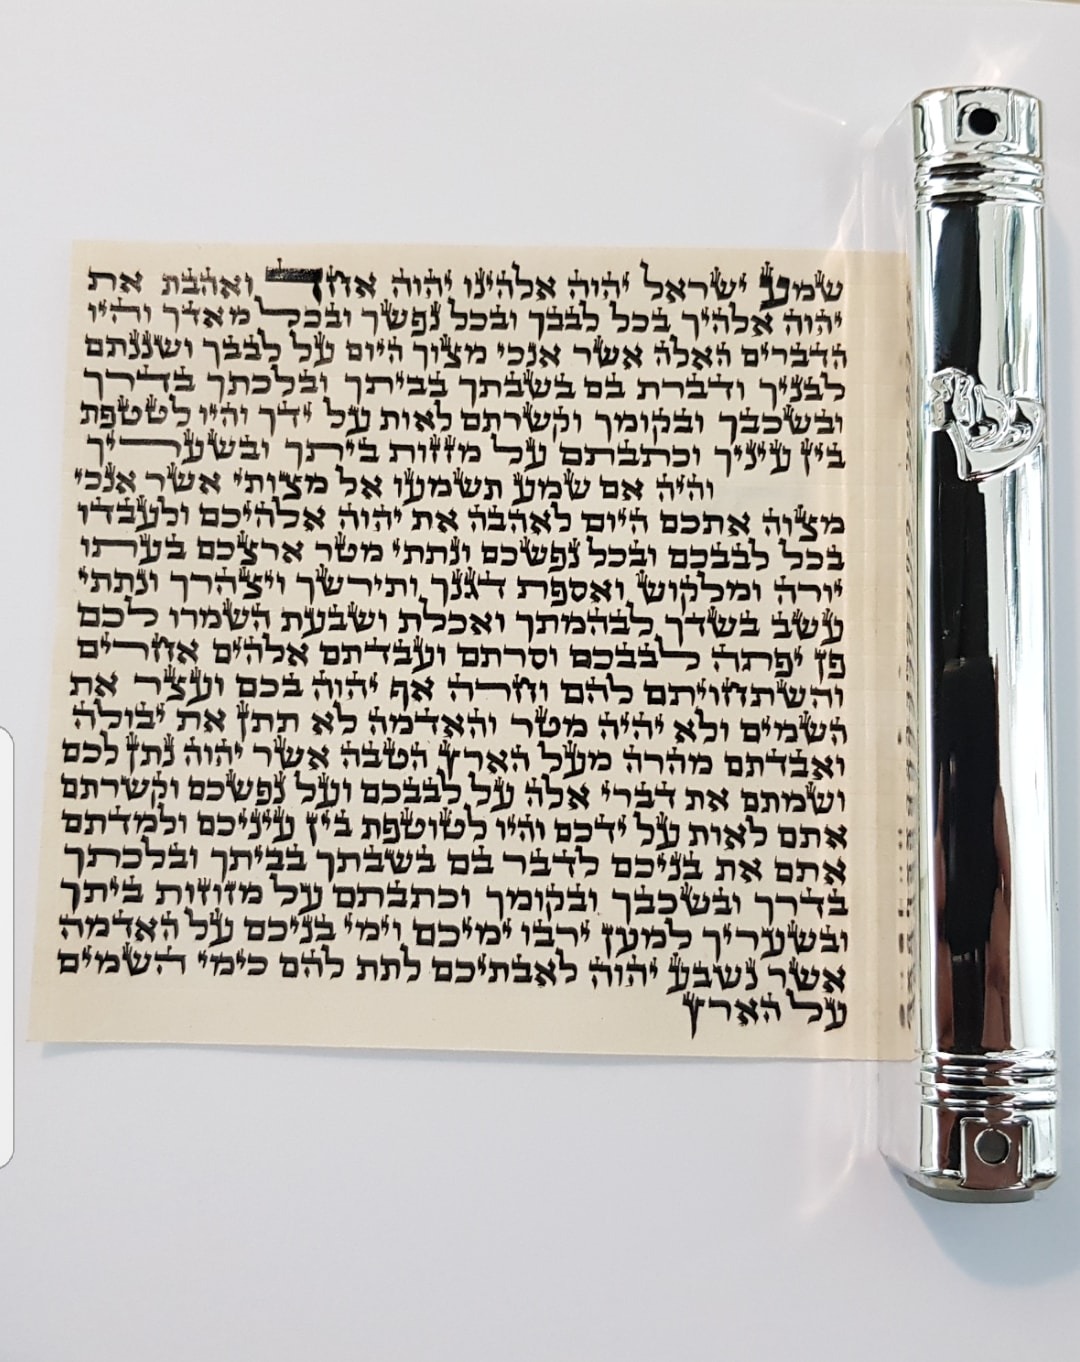 שמע ישראל יהוה אלהינו יהוה אחד ואהבת את
יהוה אלהיך בכל לבבך ובכל נפשך ובכל מאדך והיו
הדברים האלה אשר אנכי מצוך היום על לבבך ושננתם
לבניך ודברת בם בשבתך בביתך ובלכתך בדרך
ובשכבך ובקומך וקשרתם לאות על ידך והיו לטטפת
בין עיניך וכתבתם על מזזות ביתך ובשעריך
והיה אם שמע תשמעו אל מצותי אשר אנכי
מצוה אתכם היום לאהבה את יהוה אלהיכם ולעבדו
בכל לבבכם ובכל נפשכם ונתתי מטר ארצכם בעתו
יורה ומלקוש ואספת דגנך ותירשך ויצהרך ונתתי
עשב בשדך לבהמתך ואכלת ושבעת השמרו לכם
פן יפתה לבבכם וסרתם ועבדתם אלהים אחרים
והשתחויתם להם וחרה אף יהוה בכם ועצר את
השמים ולא יהיה מטר והאדמה לא תתן את יבולה
ואבדתם מהרה מעל הארץ הטבה אשר יהוה נתן לכם
ושמתם את דברי אלה על לבבכם ועל נפשכם וקשרתם
אתם לאות על ידכם והיו לטוטפת בין עיניכם ולמדתם
אתם את בניכם לדבר בם בשבתך בביתך ובלכתך
בדרך ובשכבך ובקומך וכתבתם על מזוזות ביתך
ובשעריך למען ירבו ימיכם וימי בניכם על האדמה
אשר נשבע יהוה לאבתיכם לתת להם כימי השמים
על הארץ